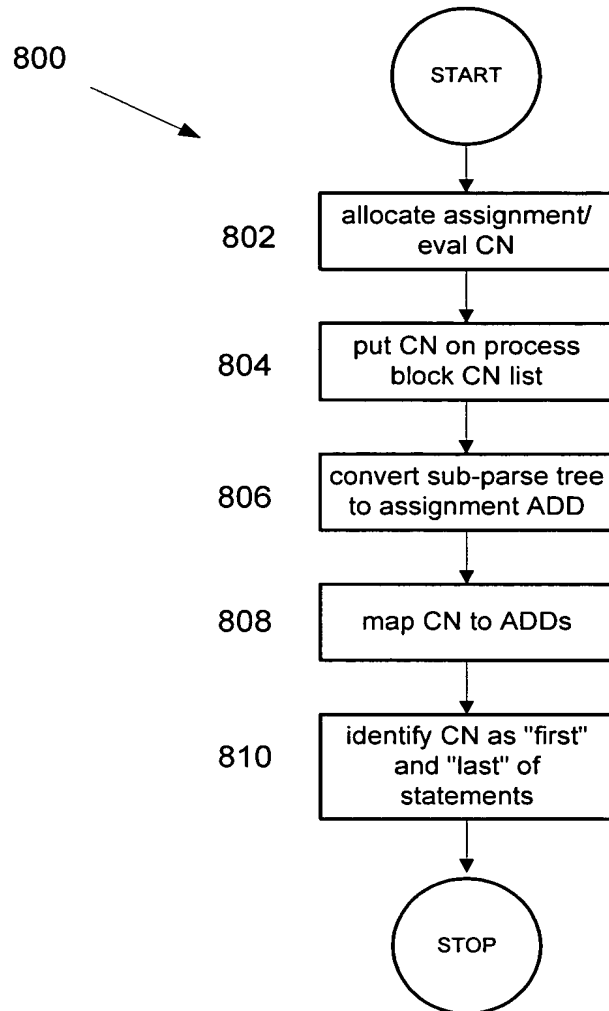 800
START
802
allocate assignment/
eval CN
804
put CN on process
block CN list
806
convert sub-parse tree
to assignment ADD
808
map CN to ADDs
810
identify CN as "first"
and "last" of
statements
STOP